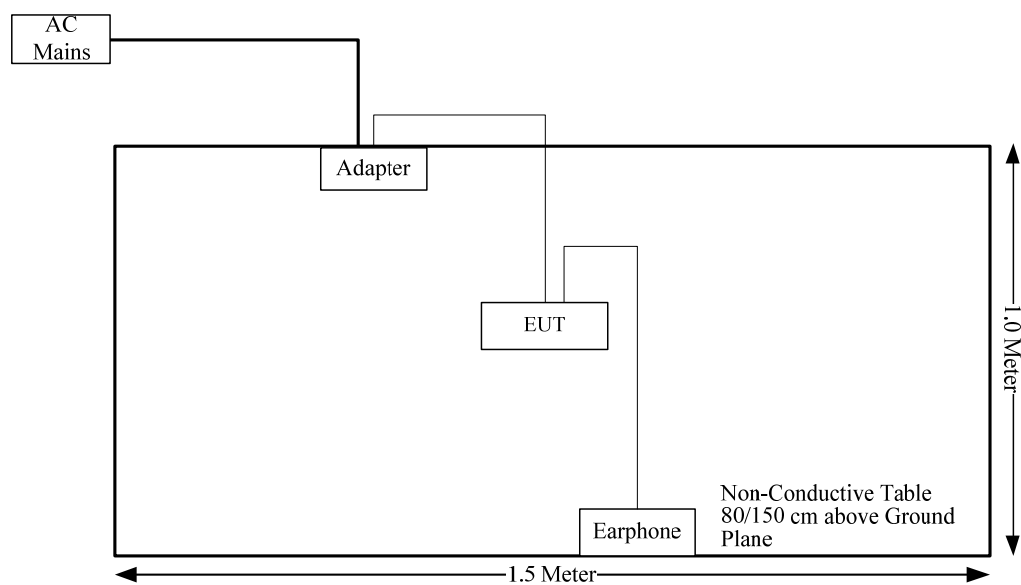 AC
Mains
Adapter
EUT
1.0 Meter
Non-Conductive Table
80/150 cm above Ground
Plane
Earphone
1.5 Meter